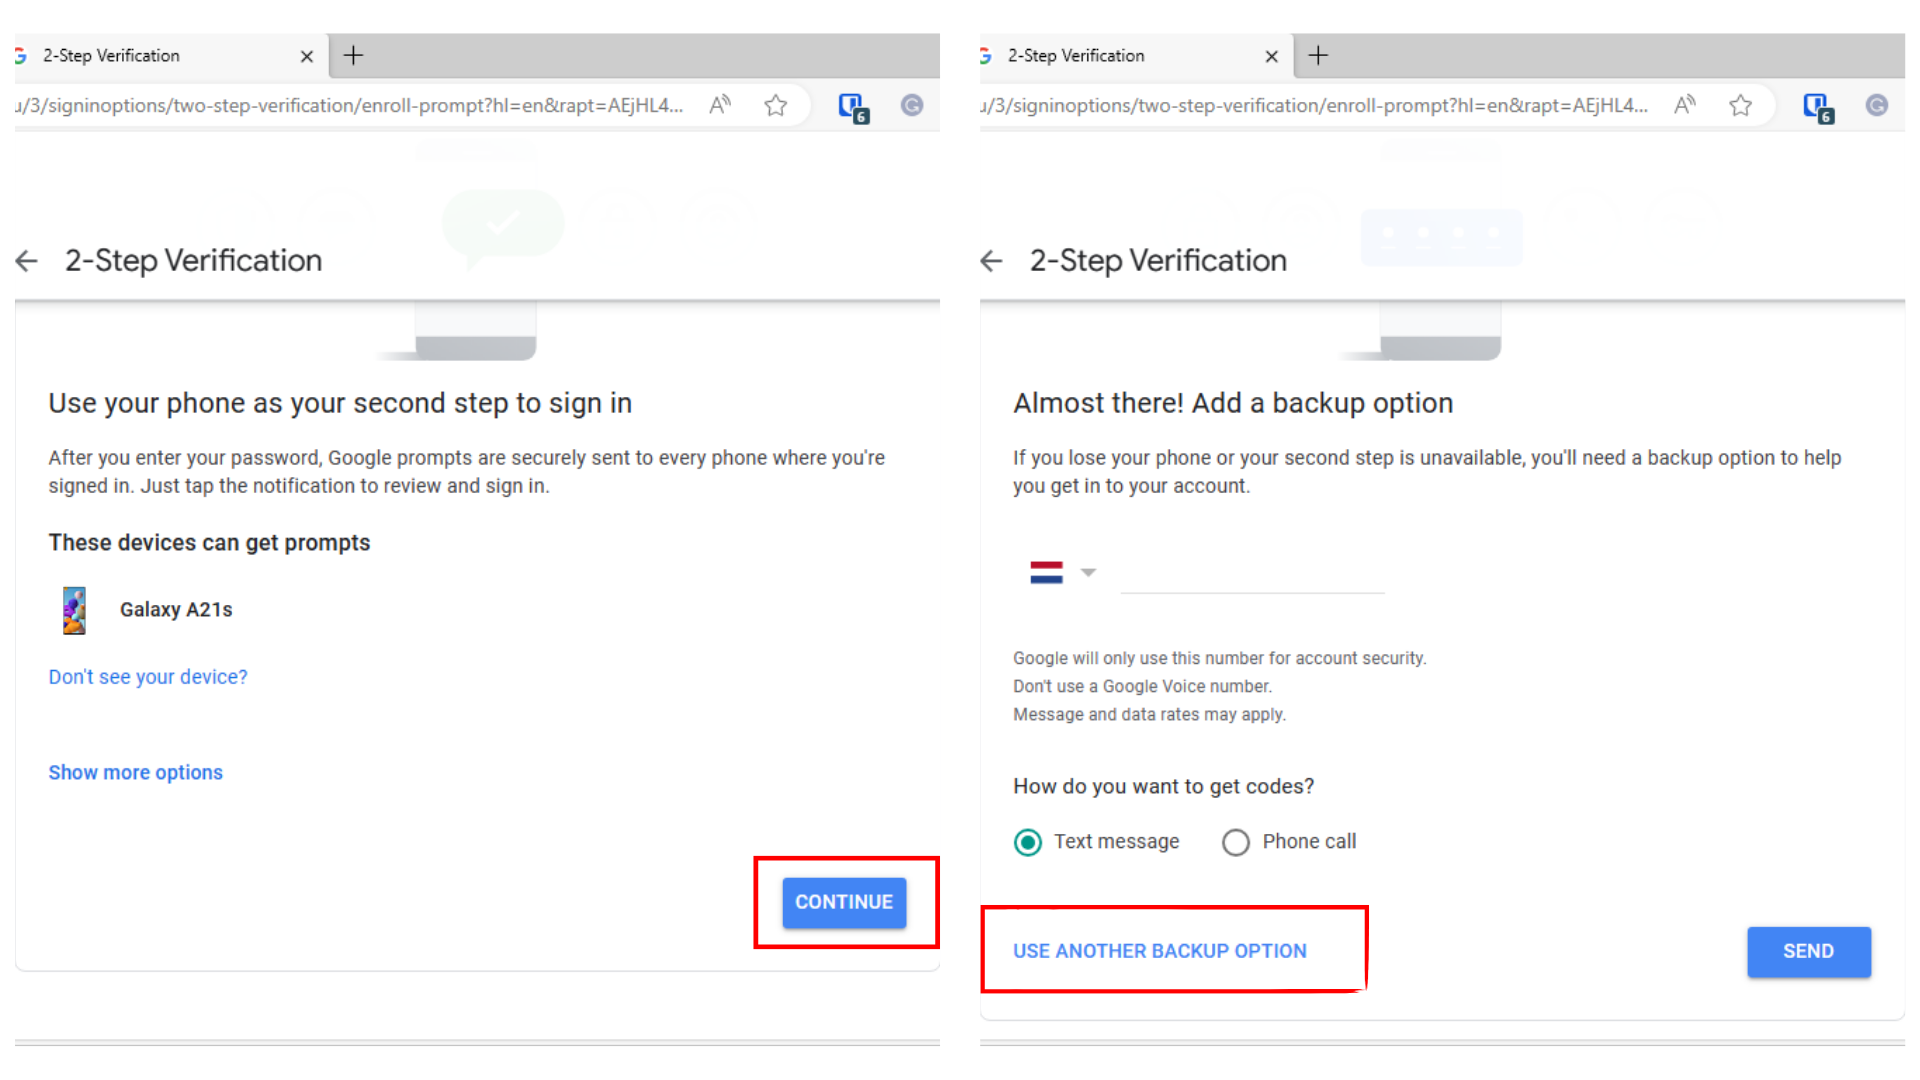 2-Step Verification
u/3/signinoptions/two-step-verification/enroll-prompt?hl=en&rapt=AEjHL4...
6
2-Step Verification
Use your phone as your second step to sign in
After you enter your password, Google prompts are securely sent to every phone where you're
signed in. Just tap the notification to review and sign in.
These devices can get prompts
Galaxy A21s
Don't see your device?
Show more options
CONTINUE
2-Step Verification
u/3/signinoptions/two-step-verification/enroll-prompt?hl=en&rapt=AEjHL4...
6
2-Step Verification
Almost there! Add a backup option
If you lose your phone or your second step is unavailable, you'll need a backup option to help
you get in to your account.
Google will only use this number for account security.
Don't use a Google Voice number.
Message and data rates may apply.
How do you want to get codes?
Text message
Phone call
USE ANOTHER BACKUP OPTION
SEND